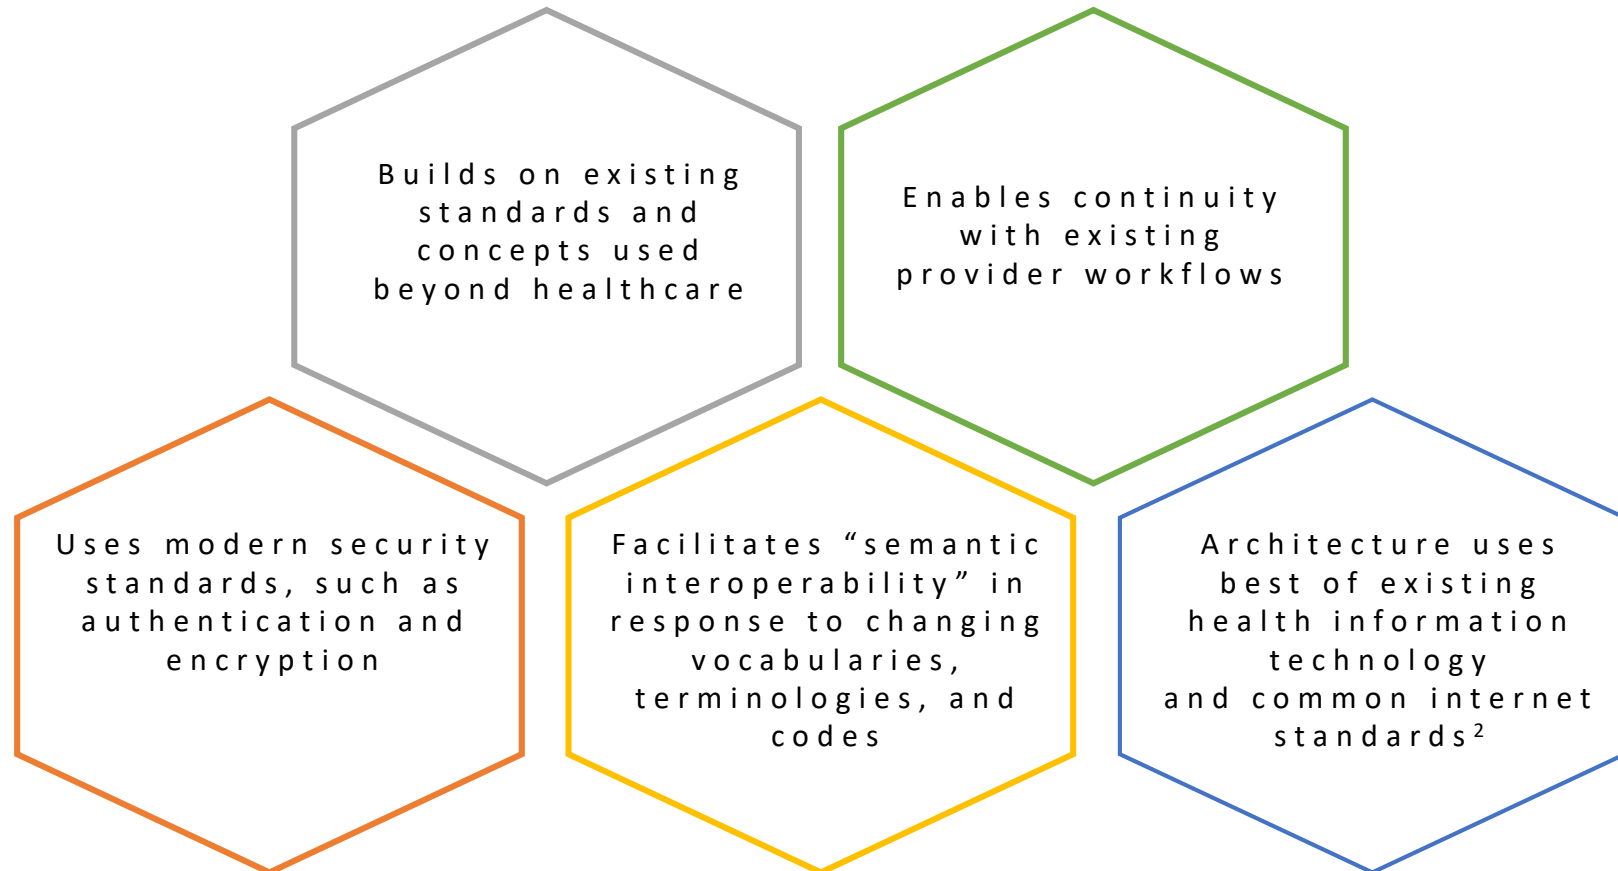 Builds on existing
standards and
concepts used
beyond healthcare
Enables continuity
with existing
provider workflows
Uses modern security
standards, such as
authentication and
encryption
Facilitates “semantic
interoperability” in
response to changing
vocabularies,
terminologies, and
codes
Architecture uses
best of existing
health information
technology
and common internet
standards²